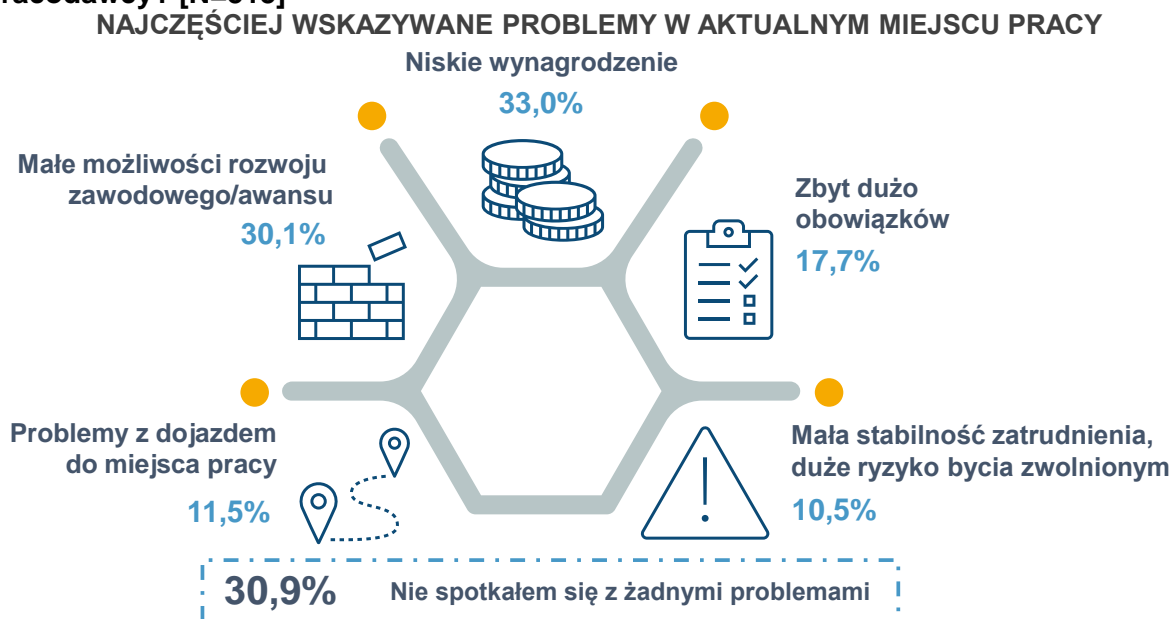 NAJCZĘŚCIEJ WSKAZYWANE PROBLEMY W AKTUALNYM MIEJSCU PRACY
Niskie wynagrodzenie
33,0%
Małe możliwości rozwoju
zawodowego/awansu
30,1%
Zbyt dużo
obowiązków
17,7%
Problemy z dojazdem
do miejsca pracy
11,5%
Mała stabilność zatrudnienia,
duże ryzyko bycia zwolnionym
10,5%
30,9% Nie spotkałem się z żadnymi problemami